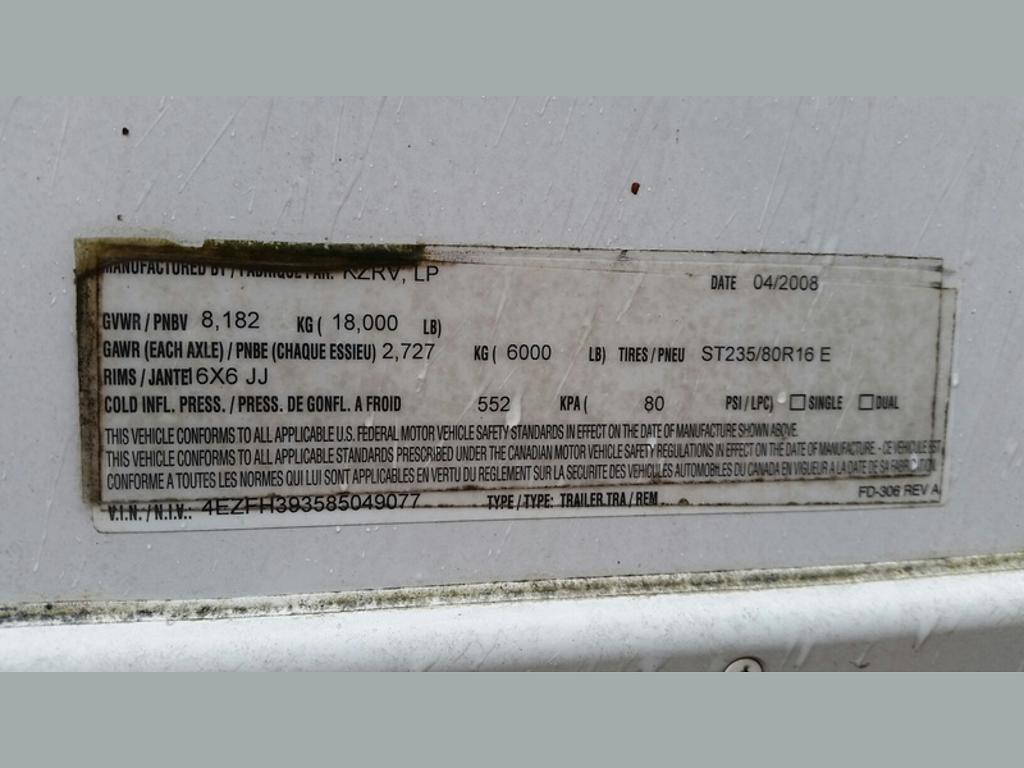 MANUFACTURED BY / FABRIQUE PAR: KZRV, LP DATE 04/2008
GVWR / PNBV 8,182 KG ( 18,000 LB)
GAWR (EACH AXLE) / PNBE (CHAQUE ESSIEU) 2,727 KG ( 6000 LB) TIRES / PNEU ST235/80R16 E
RIMS / JANTE 16X6 JJ
COLD INFL. PRESS. / PRESS. DE GONFL. A FROID 552 KPA ( 80 PSI / LPC) SINGLE DUAL
THIS VEHICLE CONFORMS TO ALL APPLICABLE U.S. FEDERAL MOTOR VEHICLE SAFETY STANDARDS IN EFFECT ON THE DATE OF MANUFACTURE SHOWN ABOVE.
THIS VEHICLE CONFORMS TO ALL APPLICABLE STANDARDS PRESCRIBED UNDER THE CANADIAN MOTOR VEHICLE SAFETY REGULATIONS IN EFFECT ON THE DATE OF MANUFACTURE. - CE VEHICULE EST
CONFORME A TOUTES LES NORMES QUI LUI SONT APPLICABLES EN VERTU DU REGLEMENT SUR LA SECURITE DES VEHICULES AUTOMOBILES DU CANADA EN VIGUEUR A LA DATE DE SA FABRICATION
V.I.N. / N.I.V.: 4EZFH393585049077 TYPE / TYPE: TRAILER.TRA / REM... FD-306 REV A